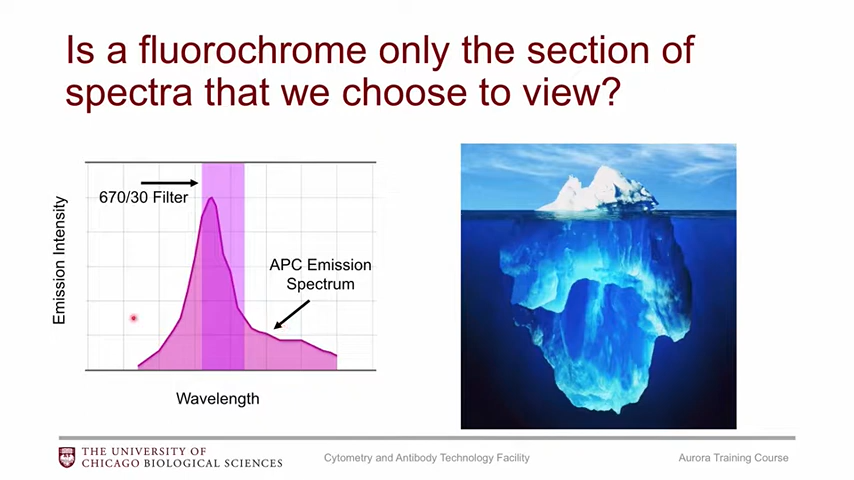 Is a fluorochrome only the section of
spectra that we choose to view?
670/30 Filter
APC Emission
Spectrum
Emission Intensity
Wavelength
THE UNIVERSITY OF
CHICAGO BIOLOGICAL SCIENCES
Cytometry and Antibody Technology Facility
Aurora Training Course